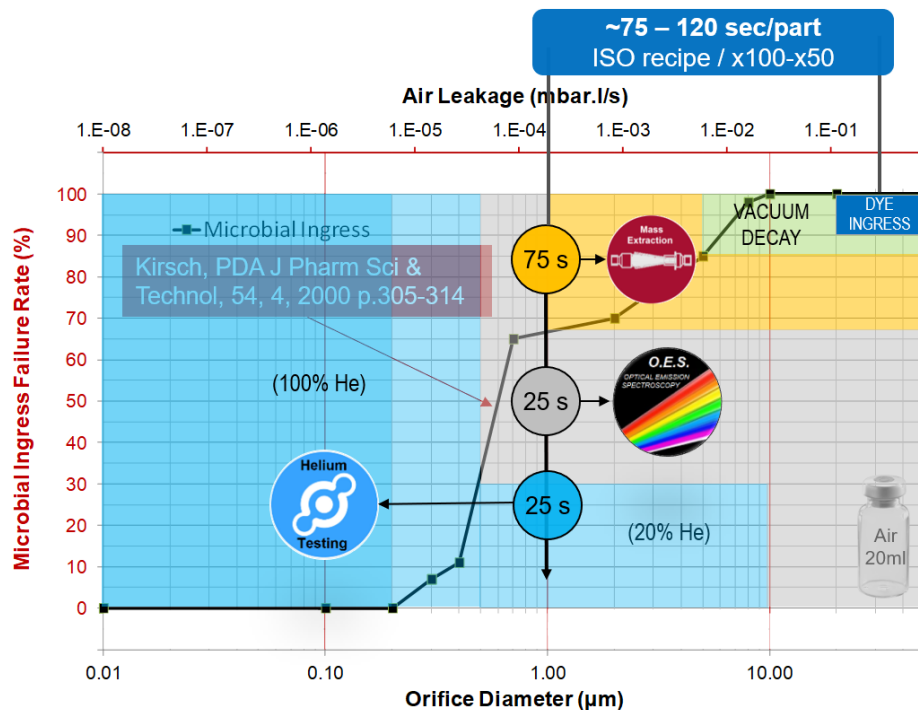 ~75 – 120 sec/part
ISO recipe / x100-x50
Air Leakage (mbar.l/s)
1.E-08 1.E-07 1.E-06 1.E-05 1.E-04 1.E-03 1.E-02 1.E-01
Microbial Ingress Failure Rate (%)
100
90
80
70
60
50
40
30
20
10
0
Microbial Ingress
Kirsch, PDA J Pharm Sci &
Technol, 54, 4, 2000 p.305-314
75 s
Mass
Extraction
VACUUM
DECAY
DYE
INGRESS
(100% He)
25 s
O.E.S.
OPTICAL EMISSION
SPECTROSCOPY
Helium
Testing
25 s
(20% He)
Air
20ml
0.01 0.10 1.00 10.00
Orifice Diameter (µm)